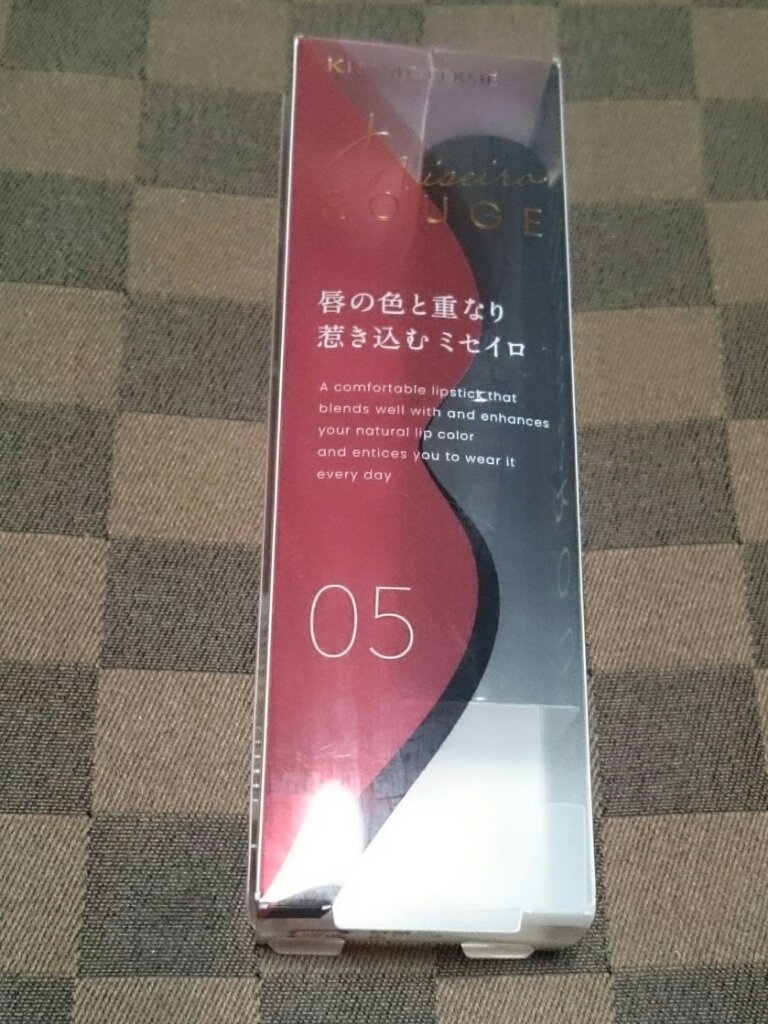 Miseiro
ROUGE
唇の色と重なり
惹き込む ミセイロ
A comfortable lipstick that
blends well with and enhances
your natural lip color
and entices you to wear it
every day
05